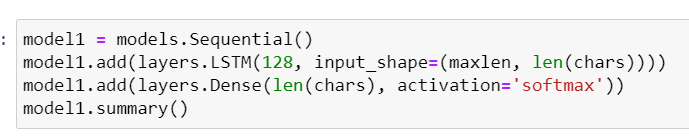 : model1 = models.Sequential()
model1.add(layers.LSTM(128, input_shape=(maxlen, len(chars))))
model1.add(layers.Dense(len(chars), activation='softmax'))
model1.summary()